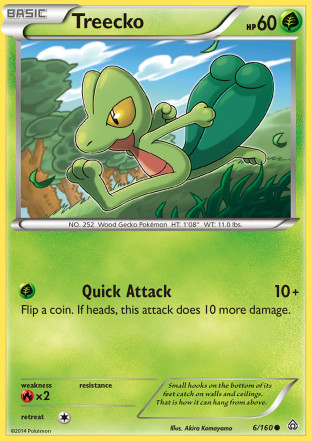 BASIC
Treecko HP60
NO. 252 Wood Gecko Pokémon. HT: 1'08" WT: 11.0 lbs.
Quick Attack 10+
Flip a coin. If heads, this attack does 10 more damage.
weakness resistance
×2
retreat
Small hooks on the bottom of its
feet catch on walls and ceilings.
That is how it can hang from above.
Illus. Akira Komayama 6/160
©2014 Pokémon